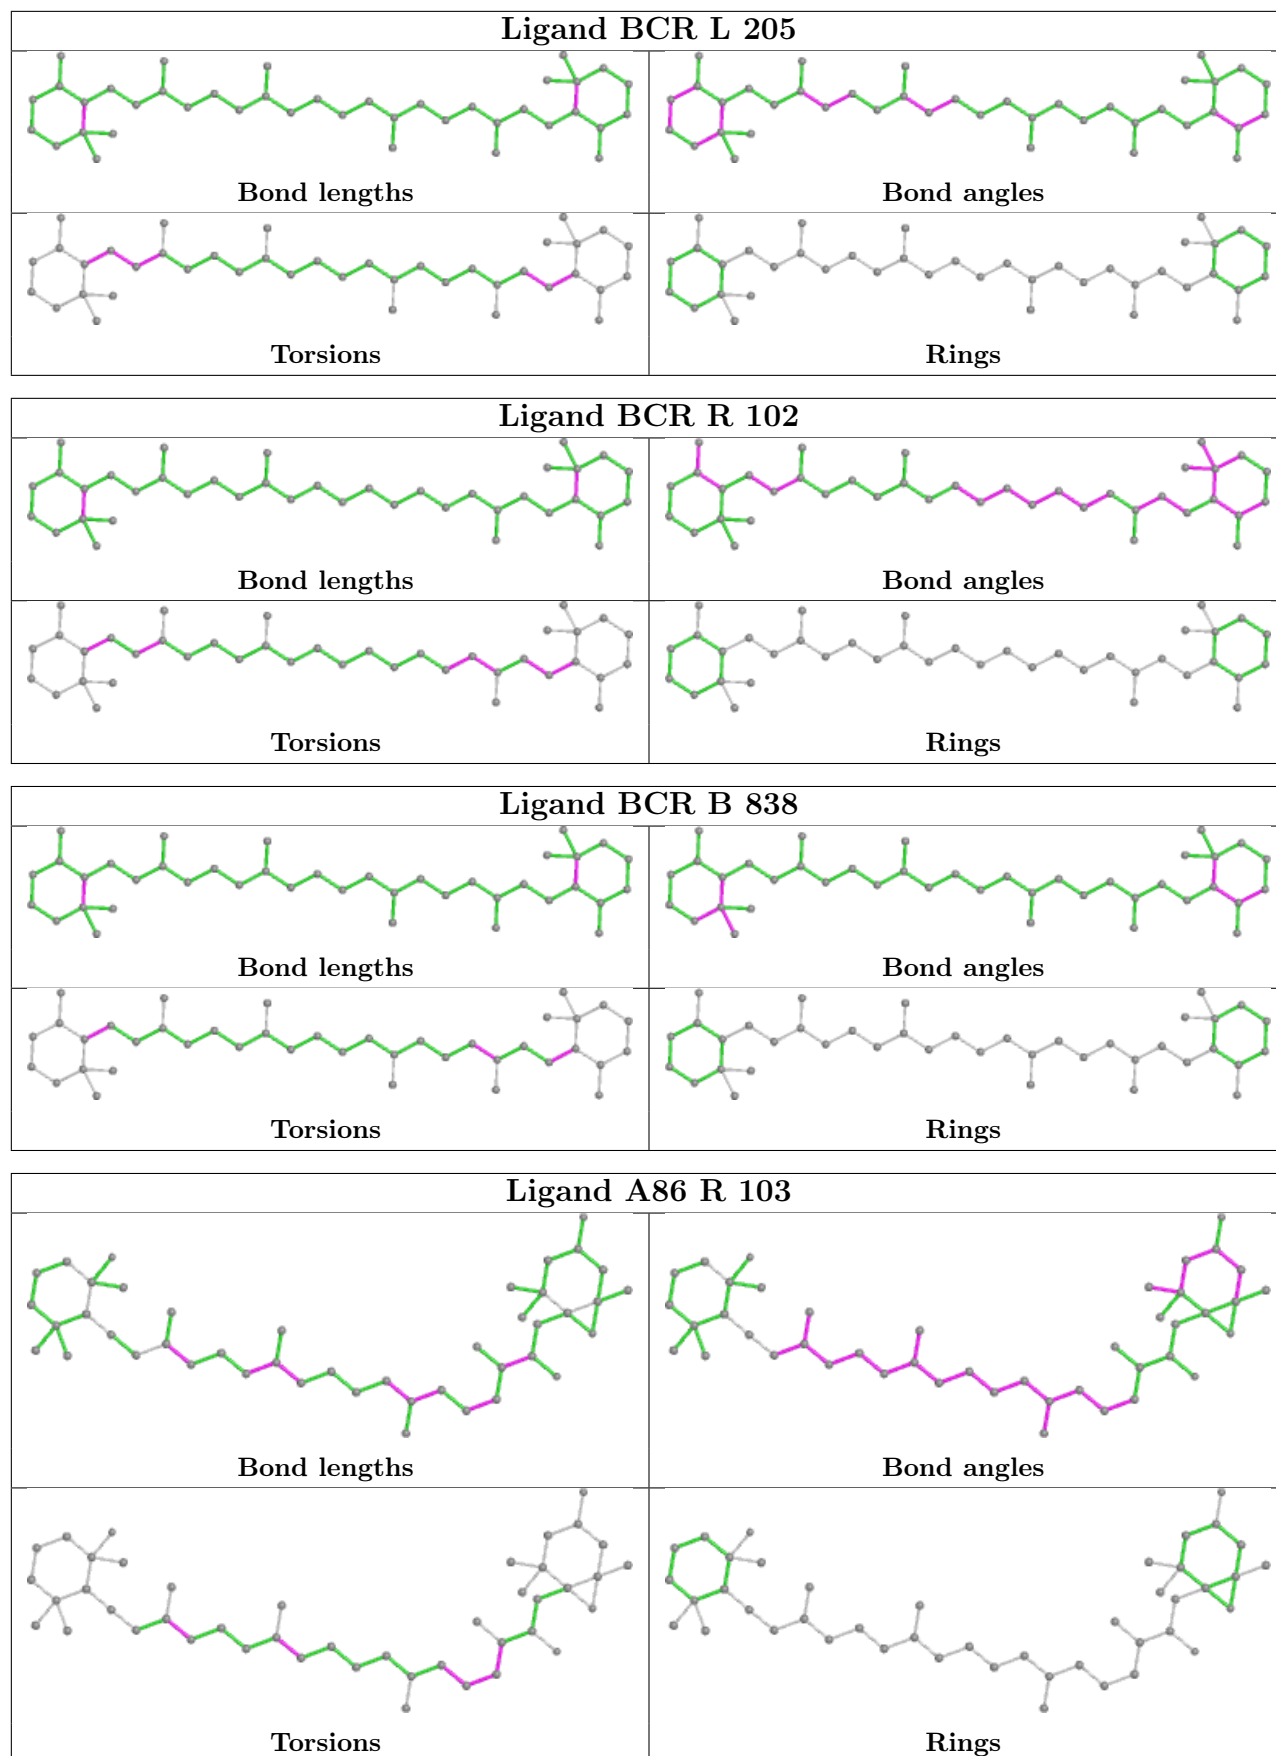 Ligand BCR L 205
Bond lengths
Bond angles
Torsions
Rings
Ligand BCR R 102
Bond lengths
Bond angles
Torsions
Rings
Ligand BCR B 838
Bond lengths
Bond angles
Torsions
Rings
Ligand A86 R 103
Bond lengths
Bond angles
Torsions
Rings